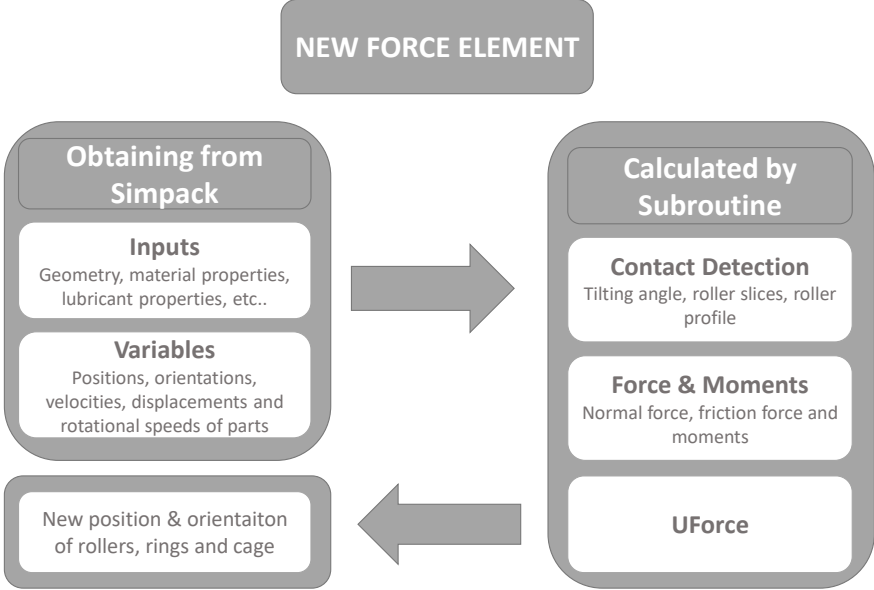 NEW FORCE ELEMENT
Obtaining from
Simpack
Inputs
Geometry, material properties,
lubricant properties, etc..
Variables
Positions, orientations,
velocities, displacements and
rotational speeds of parts
New position & orientaiton
of rollers, rings and cage
Calculated by
Subroutine
Contact Detection
Tilting angle, roller slices, roller
profile
Force & Moments
Normal force, friction force and
moments
UForce